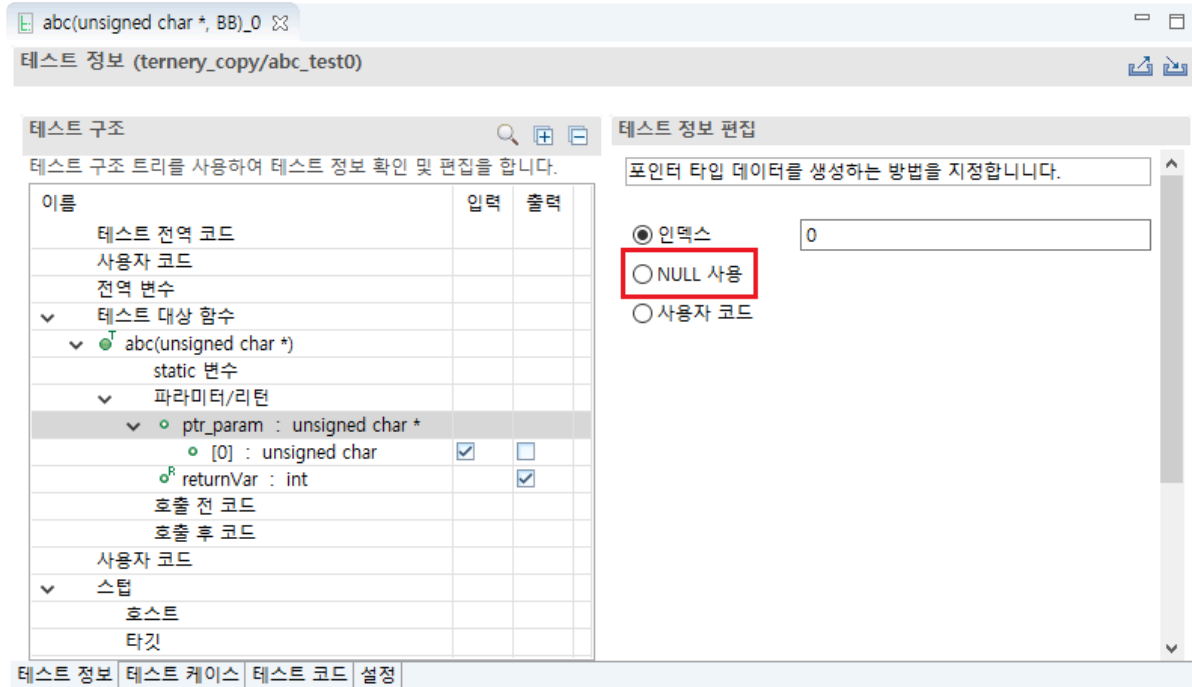 abc(unsigned char *, BB)_0
테스트 정보 (ternery_copy/abc_test0)
테스트 구조
테스트 구조 트리를 사용하여 테스트 정보 확인 및 편집을 합니다.
이름 입력 출력
테스트 전역 코드
사용자 코드
전역 변수
테스트 대상 함수
T abc(unsigned char *)
static 변수
파라미터/리턴
ptr_param : unsigned char *
[0] : unsigned char
R returnVar : int
호출 전 코드
호출 후 코드
사용자 코드
스텁
호스트
타깃
테스트 정보 편집
포인터 타입 데이터를 생성하는 방법을 지정합니니다.
인덱스 0
NULL 사용
사용자 코드
테스트 정보 테스트 케이스 테스트 코드 설정